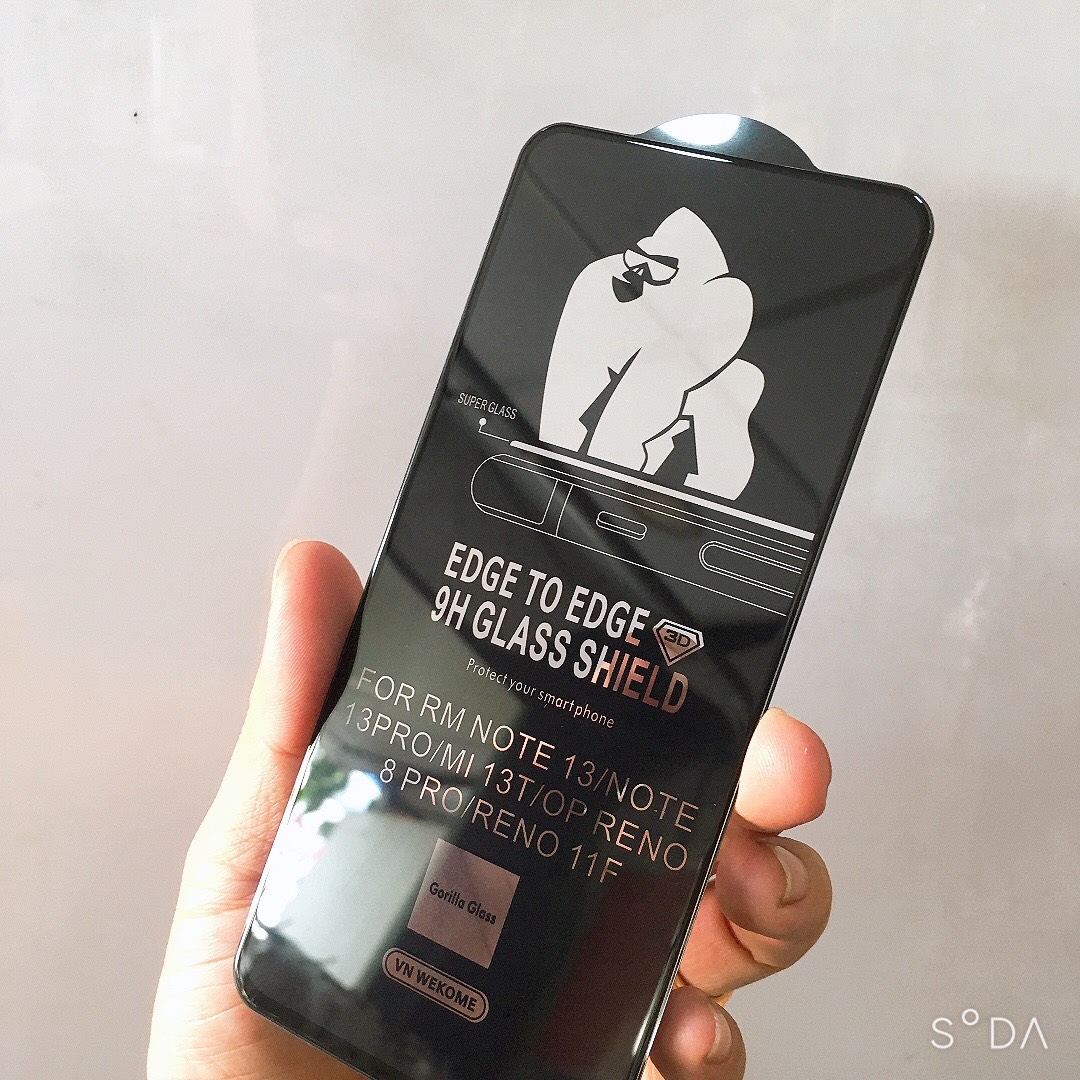 SUPER GLASS
EDGE TO EDGE
3D
9H GLASS SHIELD
Protect your smartphone
FOR RM NOTE 13/NOTE
13PRO/MI 13T/OP RENO
8 PRO/RENO 11F
Gorilla Glass
VN WEKOME
SODA